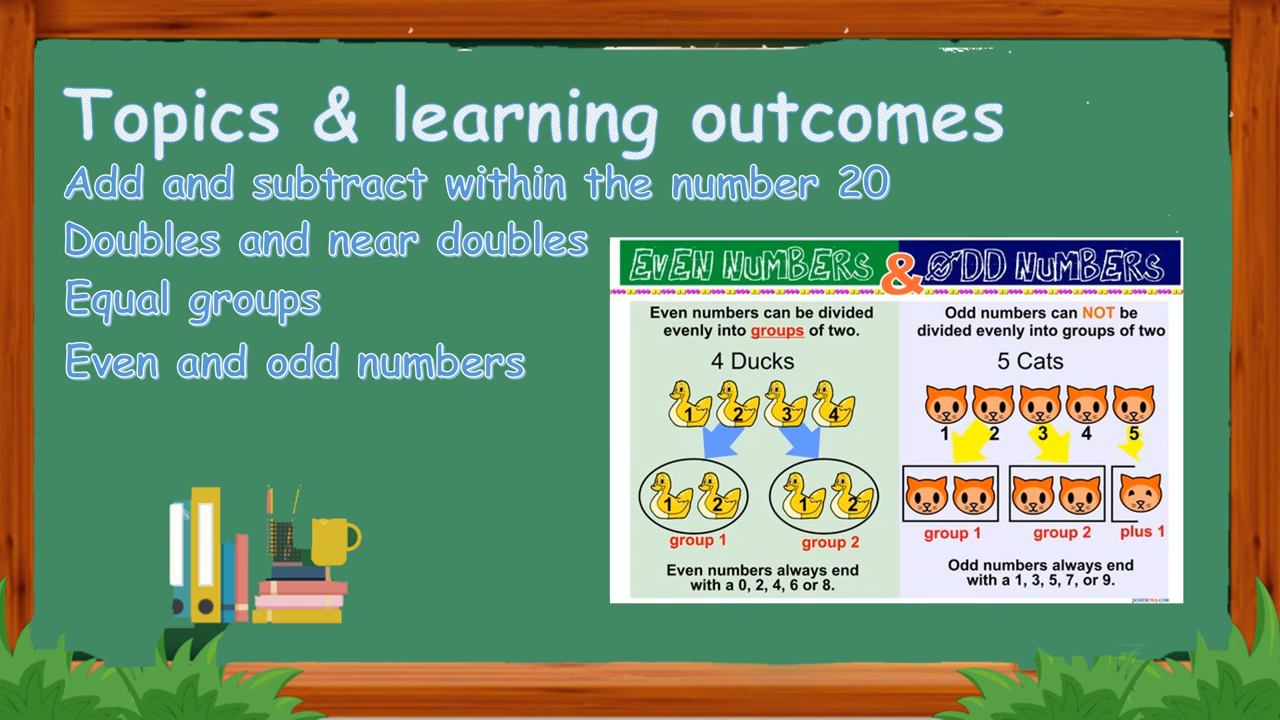 Topics & learning outcomes
Add and subtract within the number 20
Doubles and near doubles
Equal groups
Even and odd numbers
EVEN NUMBERS & ODD NUMBERS
Even numbers can be divided
evenly into groups of two.
4 Ducks
1 2 3 4
1 2 1 2
group 1 group 2
Even numbers always end
with a 0, 2, 4, 6 or 8.
Odd numbers can NOT be
divided evenly into groups of two
5 Cats
1 2 3 4 5
group 1 group 2 plus 1
Odd numbers always end
with a 1, 3, 5, 7, or 9.